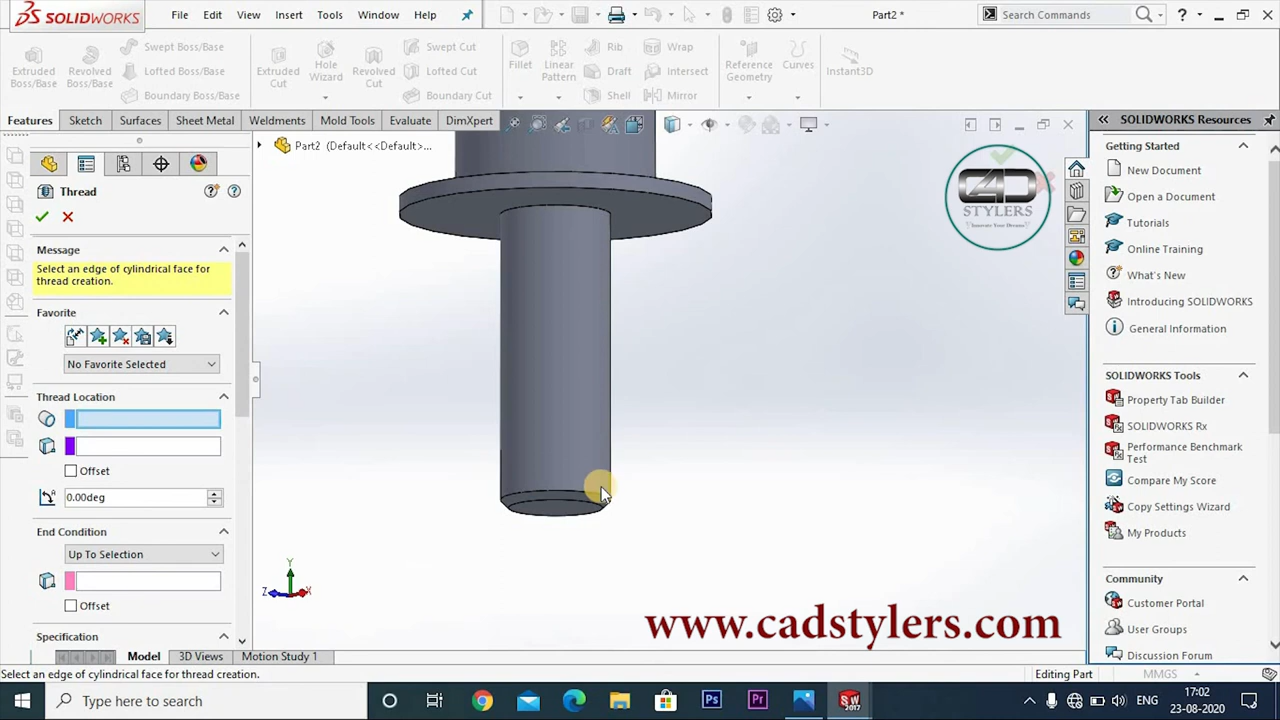 SOLIDWORKS
File
Edit
View
Insert
Tools
Window
Help
Part2 *
Search Commands
Extruded
Boss/Base
Revolved
Boss/Base
Swept Boss/Base
Lofted Boss/Base
Boundary Boss/Base
Extruded
Cut
Hole
Wizard
Revolved
Cut
Swept Cut
Lofted Cut
Boundary Cut
Fillet
Linear
Pattern
Rib
Draft
Shell
Wrap
Intersect
Mirror
Reference
Geometry
Curves
Instant3D
Features
Sketch
Surfaces
Sheet Metal
Weldments
Mold Tools
Evaluate
DimXpert
Part2 (Default<<Default>...
Thread
Message
Select an edge of cylindrical face for
thread creation.
Favorite
No Favorite Selected
Thread Location
Offset
0.00deg
End Condition
Up To Selection
Offset
Specification
CAD
STYLERS
Innovate Your Dreams
SOLIDWORKS Resources
Getting Started
New Document
Open a Document
Tutorials
Online Training
What's New
Introducing SOLIDWORKS
General Information
SOLIDWORKS Tools
Property Tab Builder
SOLIDWORKS Rx
Performance Benchmark
Test
Compare My Score
Copy Settings Wizard
My Products
Community
Customer Portal
User Groups
Discussion Forum
www.cadstylers.com
Model
3D Views
Motion Study 1
Select an edge of cylindrical face for thread creation.
Editing Part
MMGS
Type here to search
Ps
Pr
SW
2017
ENG
17:02
23-08-2020